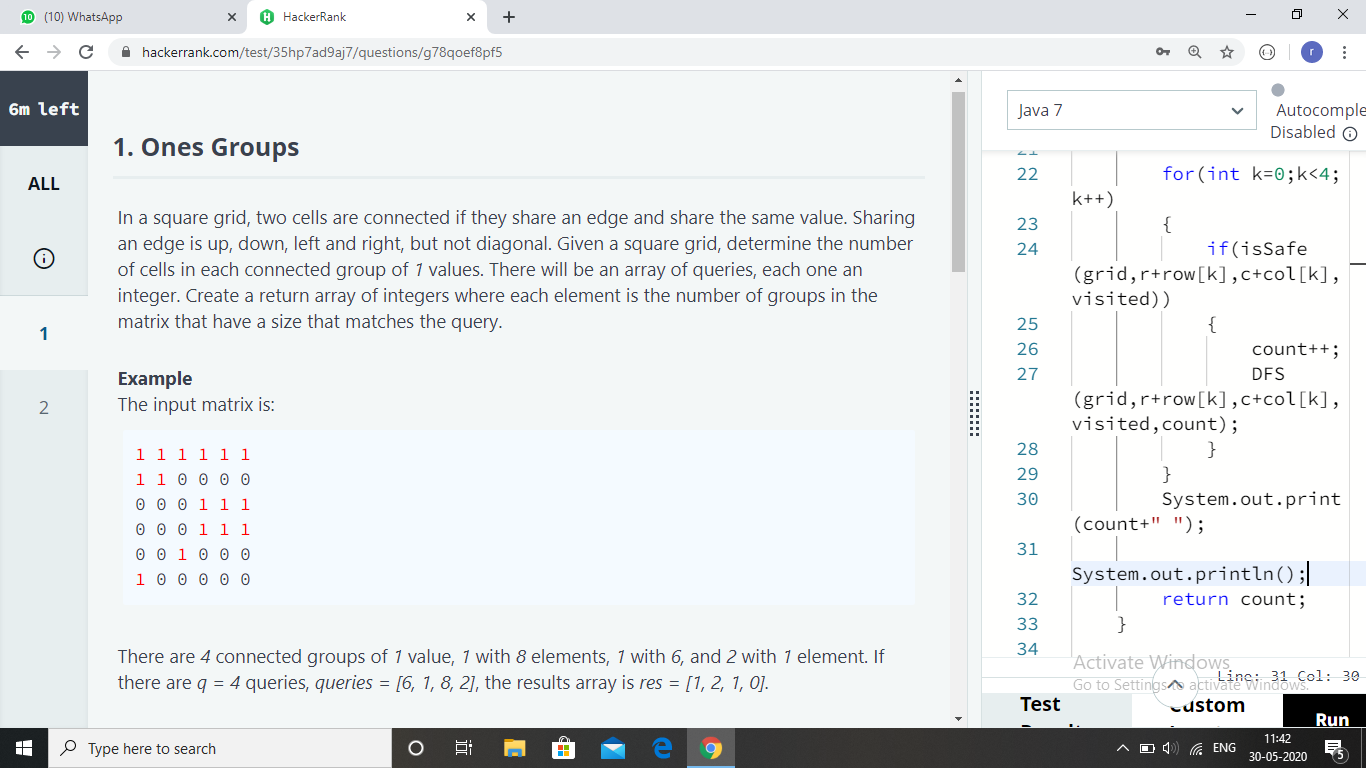 (10) WhatsApp
HackerRank
hackerrank.com/test/35hp7ad9aj7/questions/g78qoef8pf5
6m left
ALL
1
2
1. Ones Groups
In a square grid, two cells are connected if they share an edge and share the same value. Sharing
an edge is up, down, left and right, but not diagonal. Given a square grid, determine the number
of cells in each connected group of 1 values. There will be an array of queries, each one an
integer. Create a return array of integers where each element is the number of groups in the
matrix that have a size that matches the query.
Example
The input matrix is:
1 1 1 1 1 1
1 1 0 0 0 0
0 0 0 1 1 1
0 0 0 1 1 1
0 0 1 0 0 0
1 0 0 0 0 0
There are 4 connected groups of 1 value, 1 with 8 elements, 1 with 6, and 2 with 1 element. If
there are q = 4 queries, queries = [6, 1, 8, 2], the results array is res = [1, 2, 1, 0].
Java 7
Autocomple
Disabled
21
22 for(int k=0;k<4;
k++)
23 {
24 if(isSafe
(grid,r+row[k],c+col[k],
visited))
25 {
26 count++;
27 DFS
(grid,r+row[k],c+col[k],
visited,count);
28 }
29 }
30 System.out.print
(count+" ");
31
System.out.println();
32 return count;
33 }
34
Activate Windows
Go to Settings to activate Windows.
Line: 31 Col: 30
Test
Custom
Run
Type here to search
ENG
11:42
30-05-2020
5